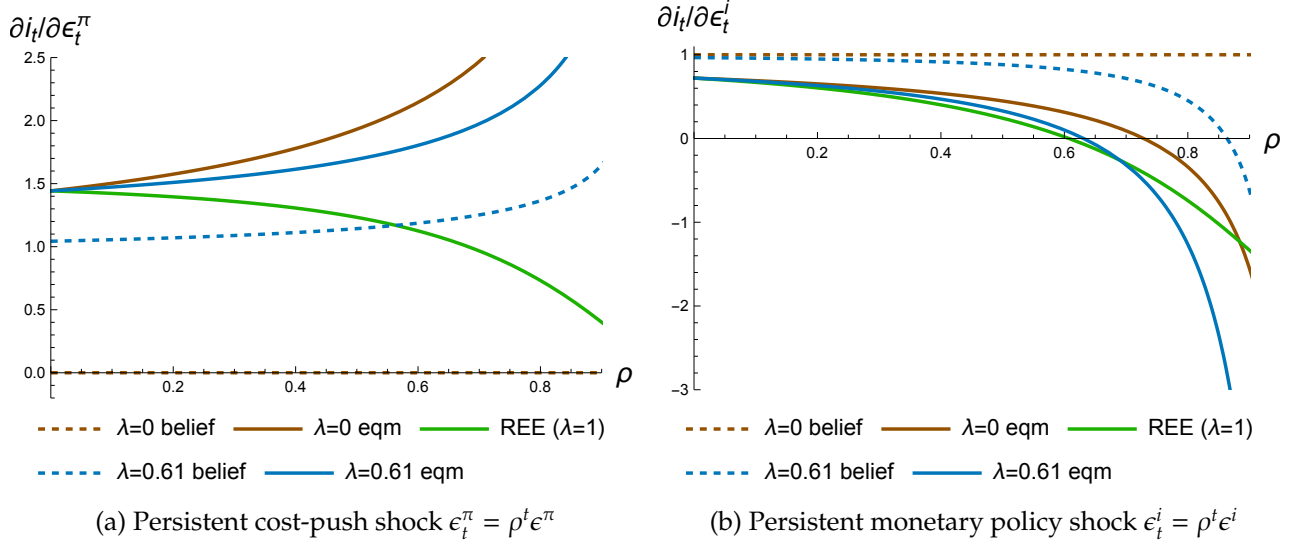 ∂i_t/∂ϵ_t^π
2.5
2.0
1.5
1.0
0.5
0.0
0.2 0.4 0.6 0.8
ρ
λ=0 belief λ=0 eqm REE (λ=1)
λ=0.61 belief λ=0.61 eqm
(a) Persistent cost-push shock ϵ_t^π = ρ^t ϵ^π
∂i_t/∂ϵ_t^i
1
0
-1
-2
-3
0.2 0.4 0.6 0.8
ρ
λ=0 belief λ=0 eqm REE (λ=1)
λ=0.61 belief λ=0.61 eqm
(b) Persistent monetary policy shock ϵ_t^i = ρ^t ϵ^i